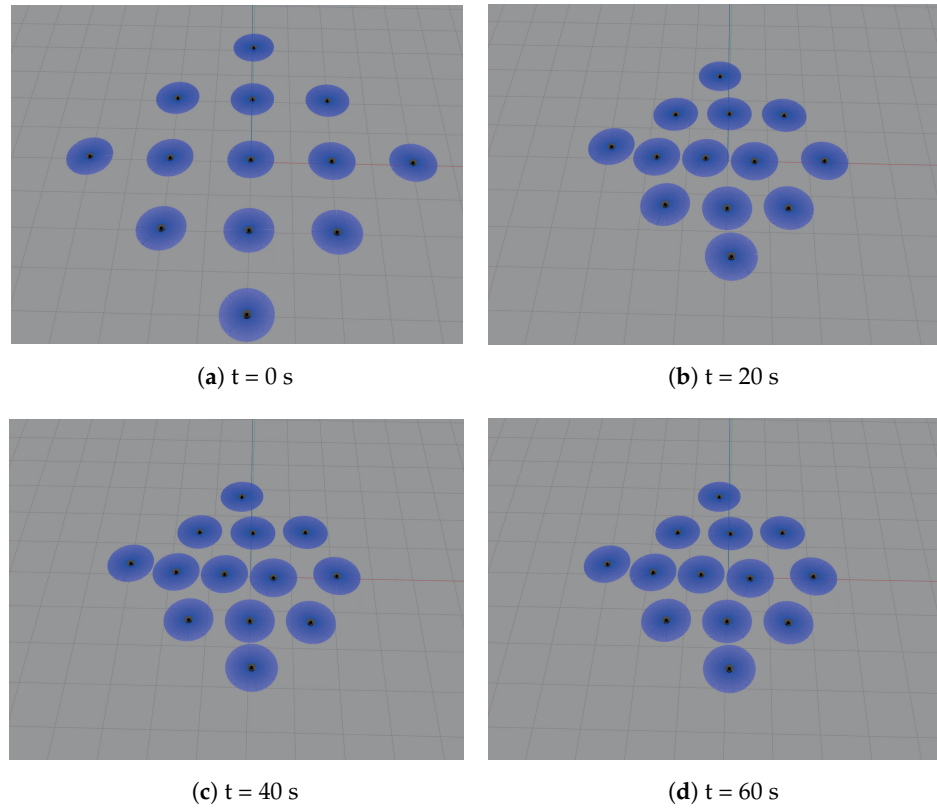 (a) t = 0 s
(b) t = 20 s
(c) t = 40 s
(d) t = 60 s